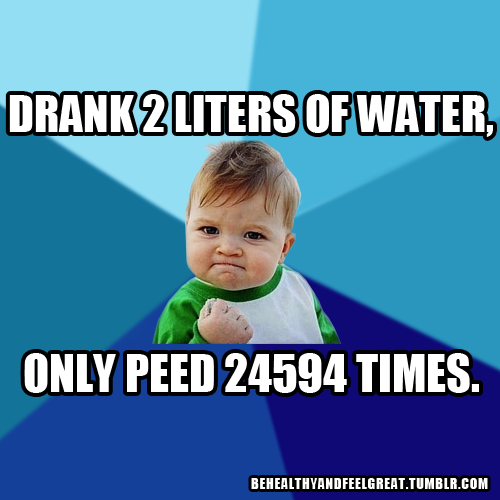 DRANK 2 LITERS OF WATER,
ONLY PEED 24594 TIMES.
BEHEALTHYANDFEELGREAT.TUMBLR.COM